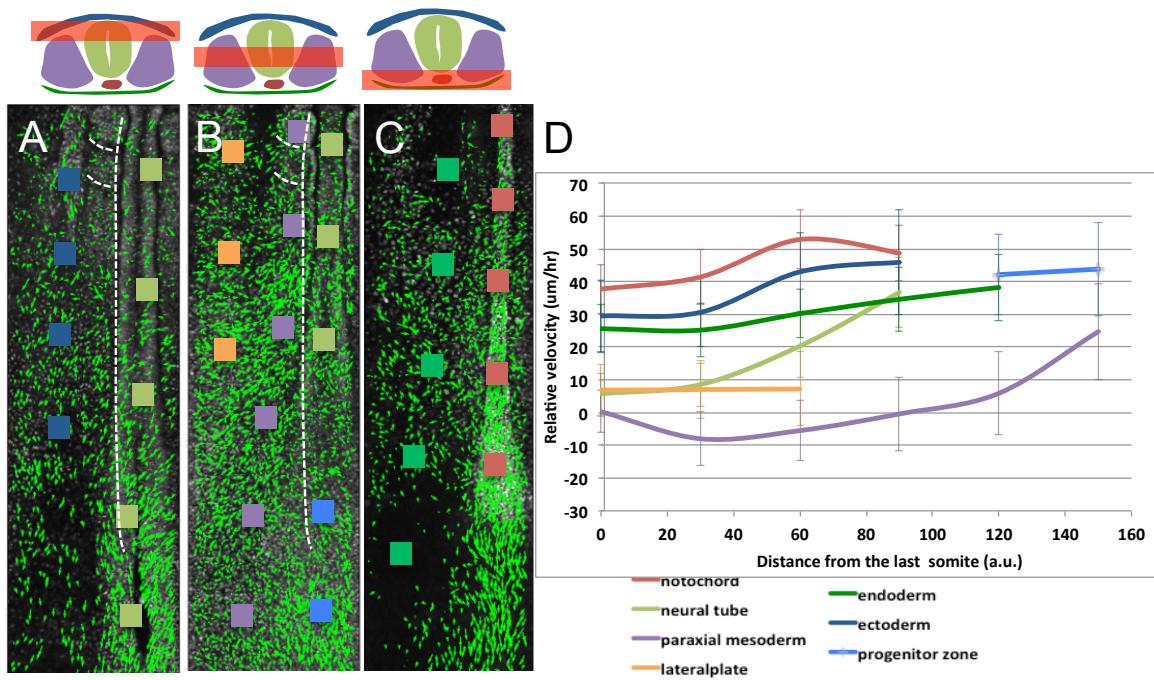 A
B
C
D
70
60
50
40
30
20
10
0
-10
-20
-30
Relative velovcity (um/hr)
0 20 40 60 80 100 120 140 160
Distance from the last somite (a.u.)
notochord
neural tube
paraxial mesoderm
lateralplate
endoderm
ectoderm
progenitor zone